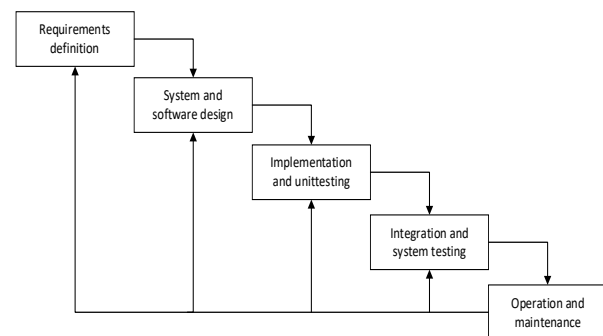 Requirements
definition
System and
software design
Implementation
and unittesting
Integration and
system testing
Operation and
maintenance